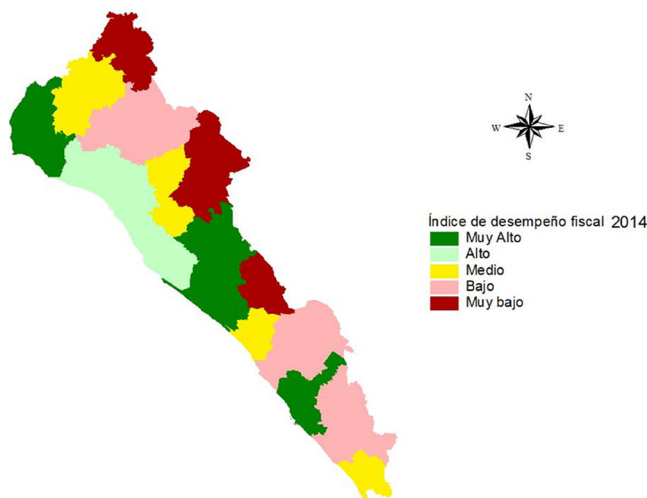 N
W E
S
Índice de desempeño fiscal 2014
Muy Alto
Alto
Medio
Bajo
Muy bajo